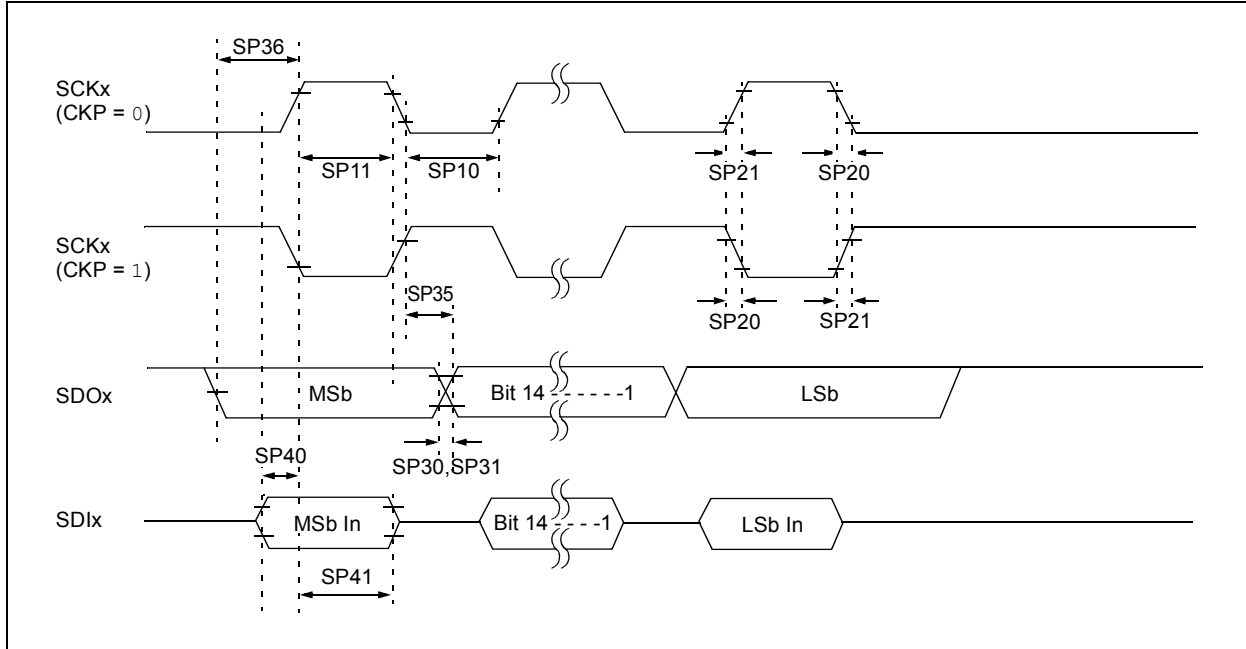 SP36
SCKx
(CKP = 0)
SP11
SP10
SP21
SP20
SCKx
(CKP = 1)
SP35
SP20
SP21
SDOx
MSb
Bit 14 - - - - - -1
LSb
SP40
SP30,SP31
SDIx
MSb In
Bit 14 - - - -1
LSb In
SP41